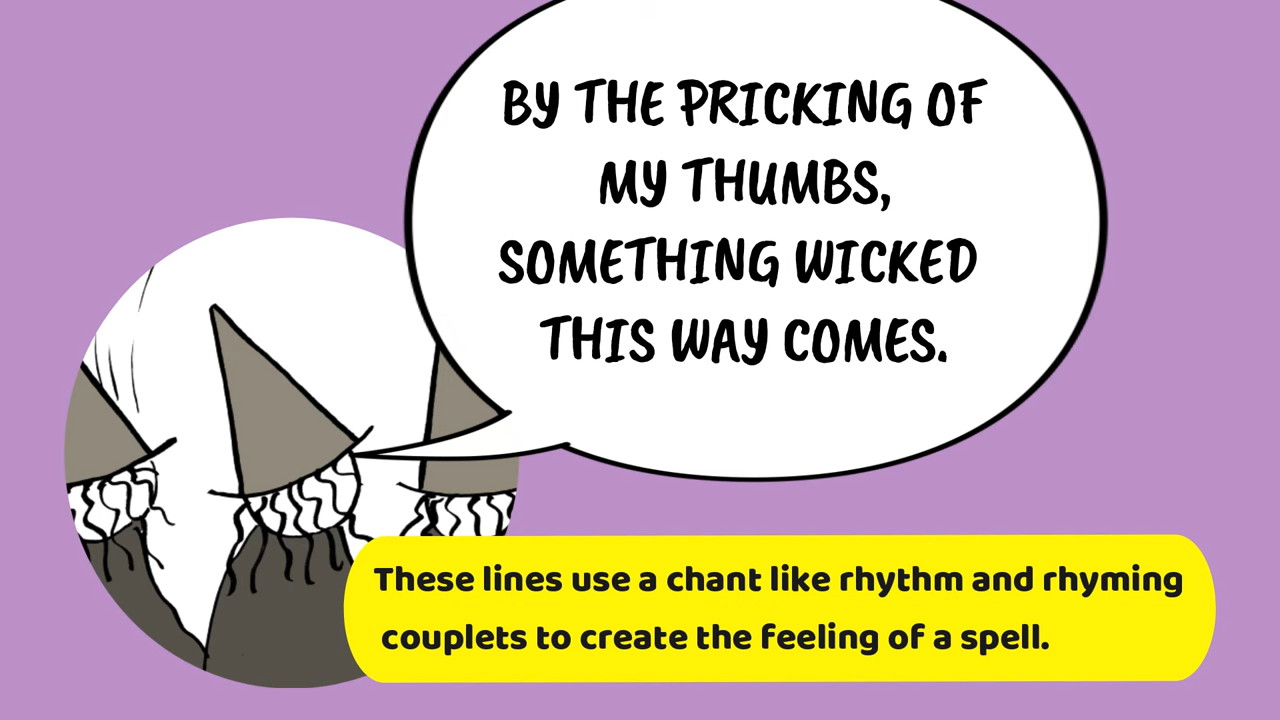 BY THE PRICKING OF
MY THUMBS,
SOMETHING WICKED
THIS WAY COMES.
These lines use a chant like rhythm and rhyming
couplets to create the feeling of a spell.